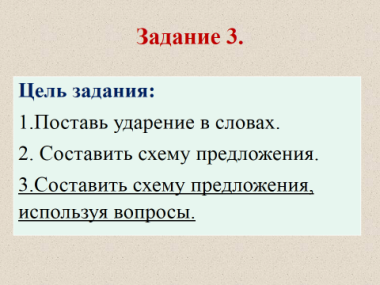 Задание 3.
Цель задания:
1.Поставь ударение в словах.
2. Составить схему предложения.
3.Составить схему предложения,
используя вопросы.